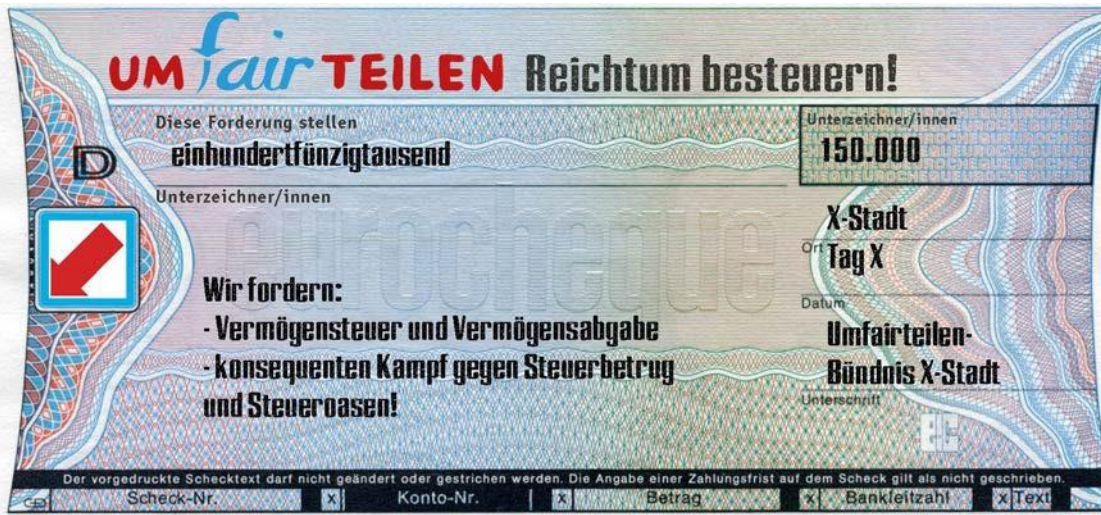 UMfairTEILEN Reichtum besteuern!
Diese Forderung stellen
einhundertfünzigtausend
Unterzeichner/innen
150.000
D
Unterzeichner/innen
eurocheque
X-Stadt
Ort
Tag X
Datum
Wir fordern:
- Vermögensteuer und Vermögensabgabe
- konsequenten Kampf gegen Steuerbetrug
und Steueroasen!
Umfairteilen-
Bündnis X-Stadt
Unterschrift
ec
Der vorgedruckte Schecktext darf nicht geändert oder gestrichen werden. Die Angabe einer Zahlungsfrist auf dem Scheck gilt als nicht geschrieben.
Scheck-Nr. x Konto-Nr. x Betrag x Bankleitzahl x Text